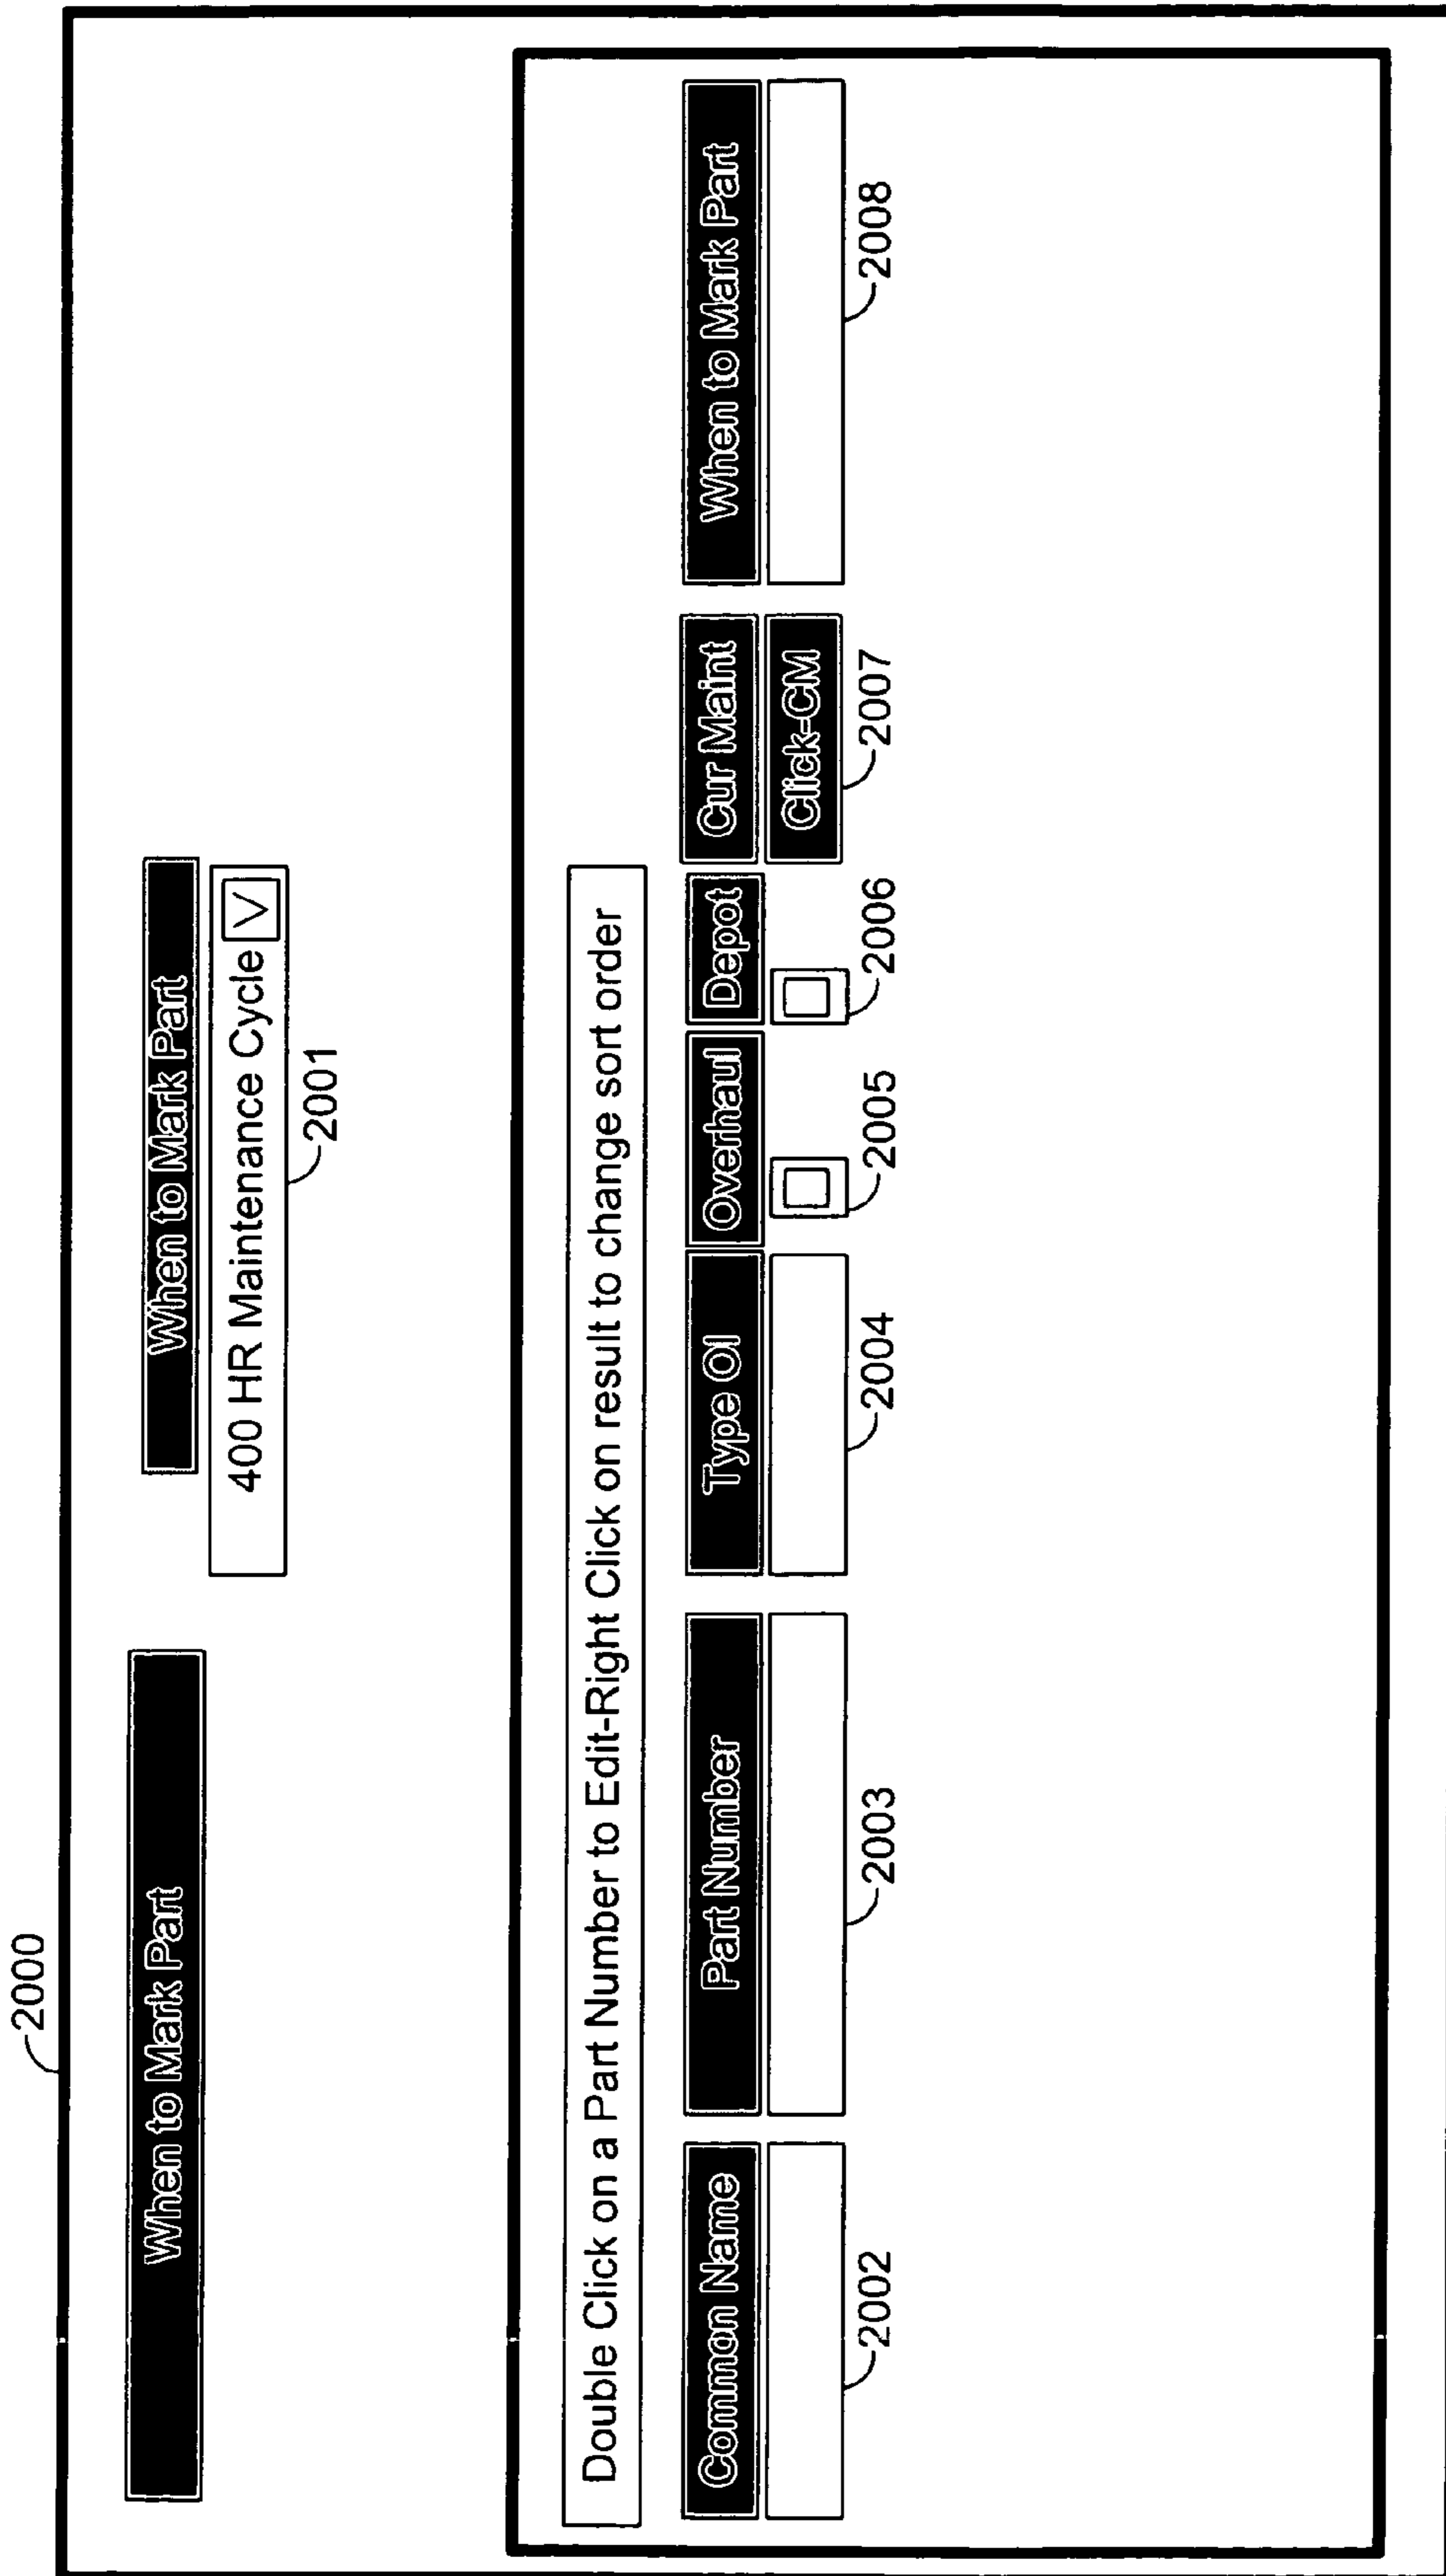 2000
When to Mark Part
When to Mark Part
400 HR Maintenance Cycle V
2001
Double Click on a Part Number to Edit-Right Click on result to change sort order
Common Name Part Number Type OI Overhaul Depot Cur Maint When to Mark Part
Click-CM
2002 2003 2004 2005 2006 2007 2008